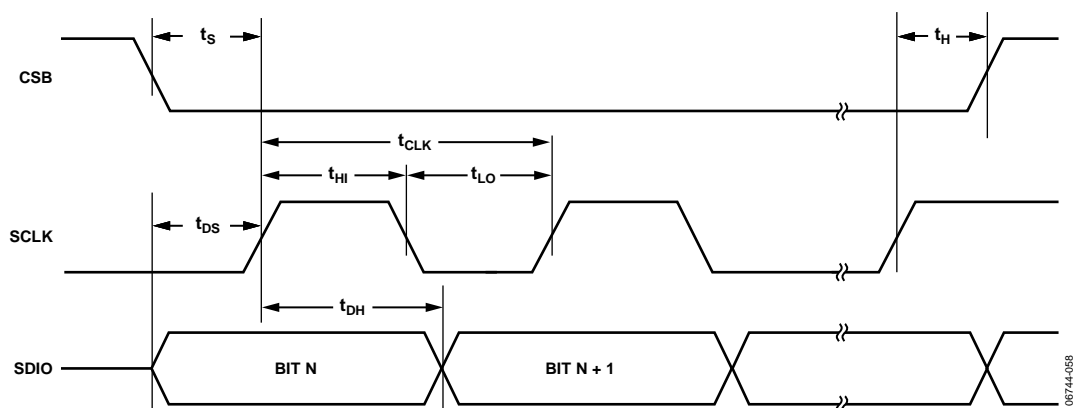 tS
tH
CSB
tCLK
tHI
tLO
tDS
SCLK
tDH
SDIO
BIT N
BIT N + 1
06744-058